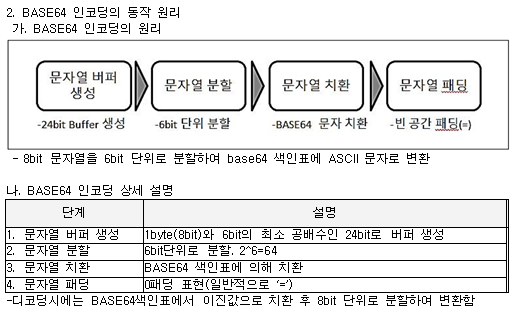 2. BASE64 인코딩의 동작 원리
가. BASE64 인코딩의 원리
문자열 버퍼 생성
문자열 분할
문자열 치환
문자열 패딩
-24bit Buffer 생성
-6bit 단위 분할
-BASE64 문자 치환
-빈 공간 패딩(=)
- 8bit 문자열을 6bit 단위로 분할하여 base64 색인표에 ASCII 문자로 변환
나. BASE64 인코딩 상세 설명
단계 설명
1. 문자열 버퍼 생성 1byte(8bit)와 6bit의 최소 공배수인 24bit로 버퍼 생성
2. 문자열 분할 6bit단위로 분할. 2^6=64
3. 문자열 치환 BASE64 색인표에 의해 치환
4. 문자열 패딩 0패딩 표현(일반적으로 '=')
-디코딩시에는 BASE64색인표에서 이진값으로 치환 후 8bit 단위로 분할하여 변환함